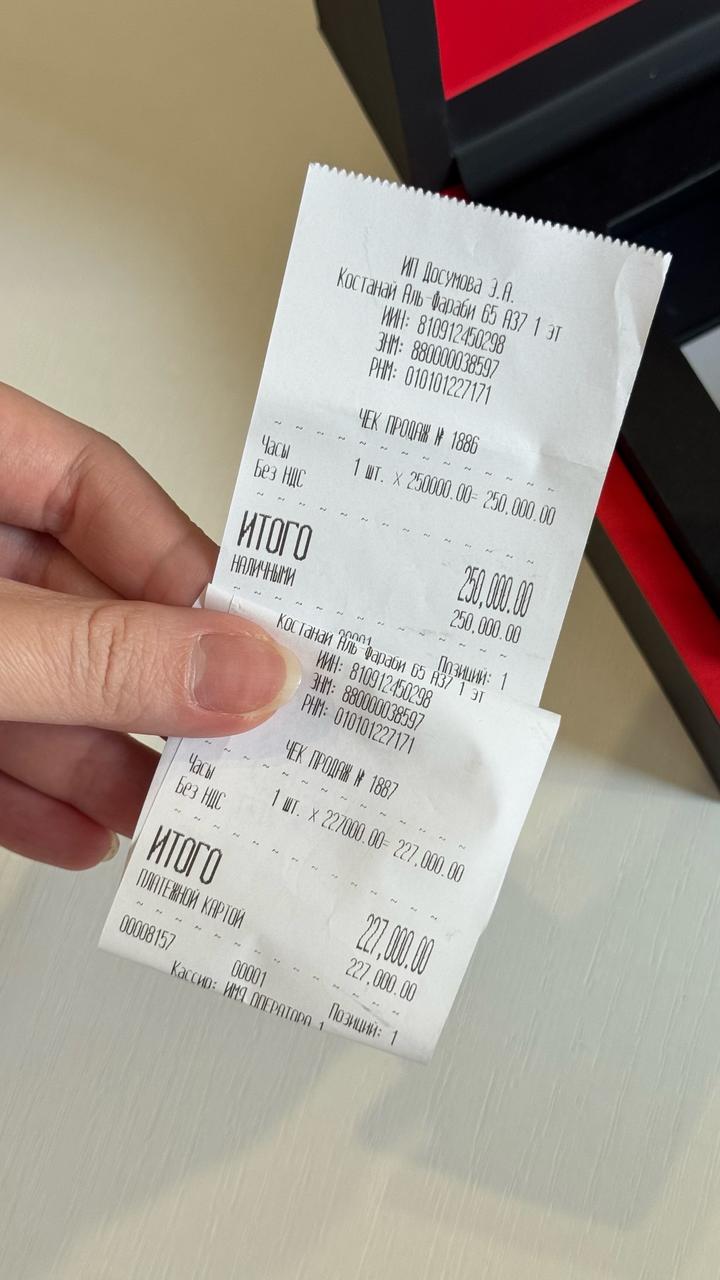 ИП Досумова Э.А.
Костанай Аль-Фараби 65 А37 1 эт
ИИН: 810912450298
ЗНМ: 880000038597
РНМ: 010101227171
ЧЕК ПРОДАЖ № 1886
Часы
1 шт. x 250000.00= 250,000.00
Без НДС
ИТОГО 250,000.00
НАЛИЧНЫМИ 250,000.00
00001 Позиций: 1
Костанай Аль-Фараби 65 А37 1 эт
ИИН: 810912450298
ЗНМ: 880000038597
РНМ: 010101227171
ЧЕК ПРОДАЖ № 1887
Часы
1 шт. x 227000.00= 227,000.00
Без НДС
ИТОГО 227,000.00
ПЛАТЕЖНОЙ КАРТОЙ 227,000.00
00008157 00001 Позиций: 1
Кассир: ИМЯ ОПЕРАТОРА 1